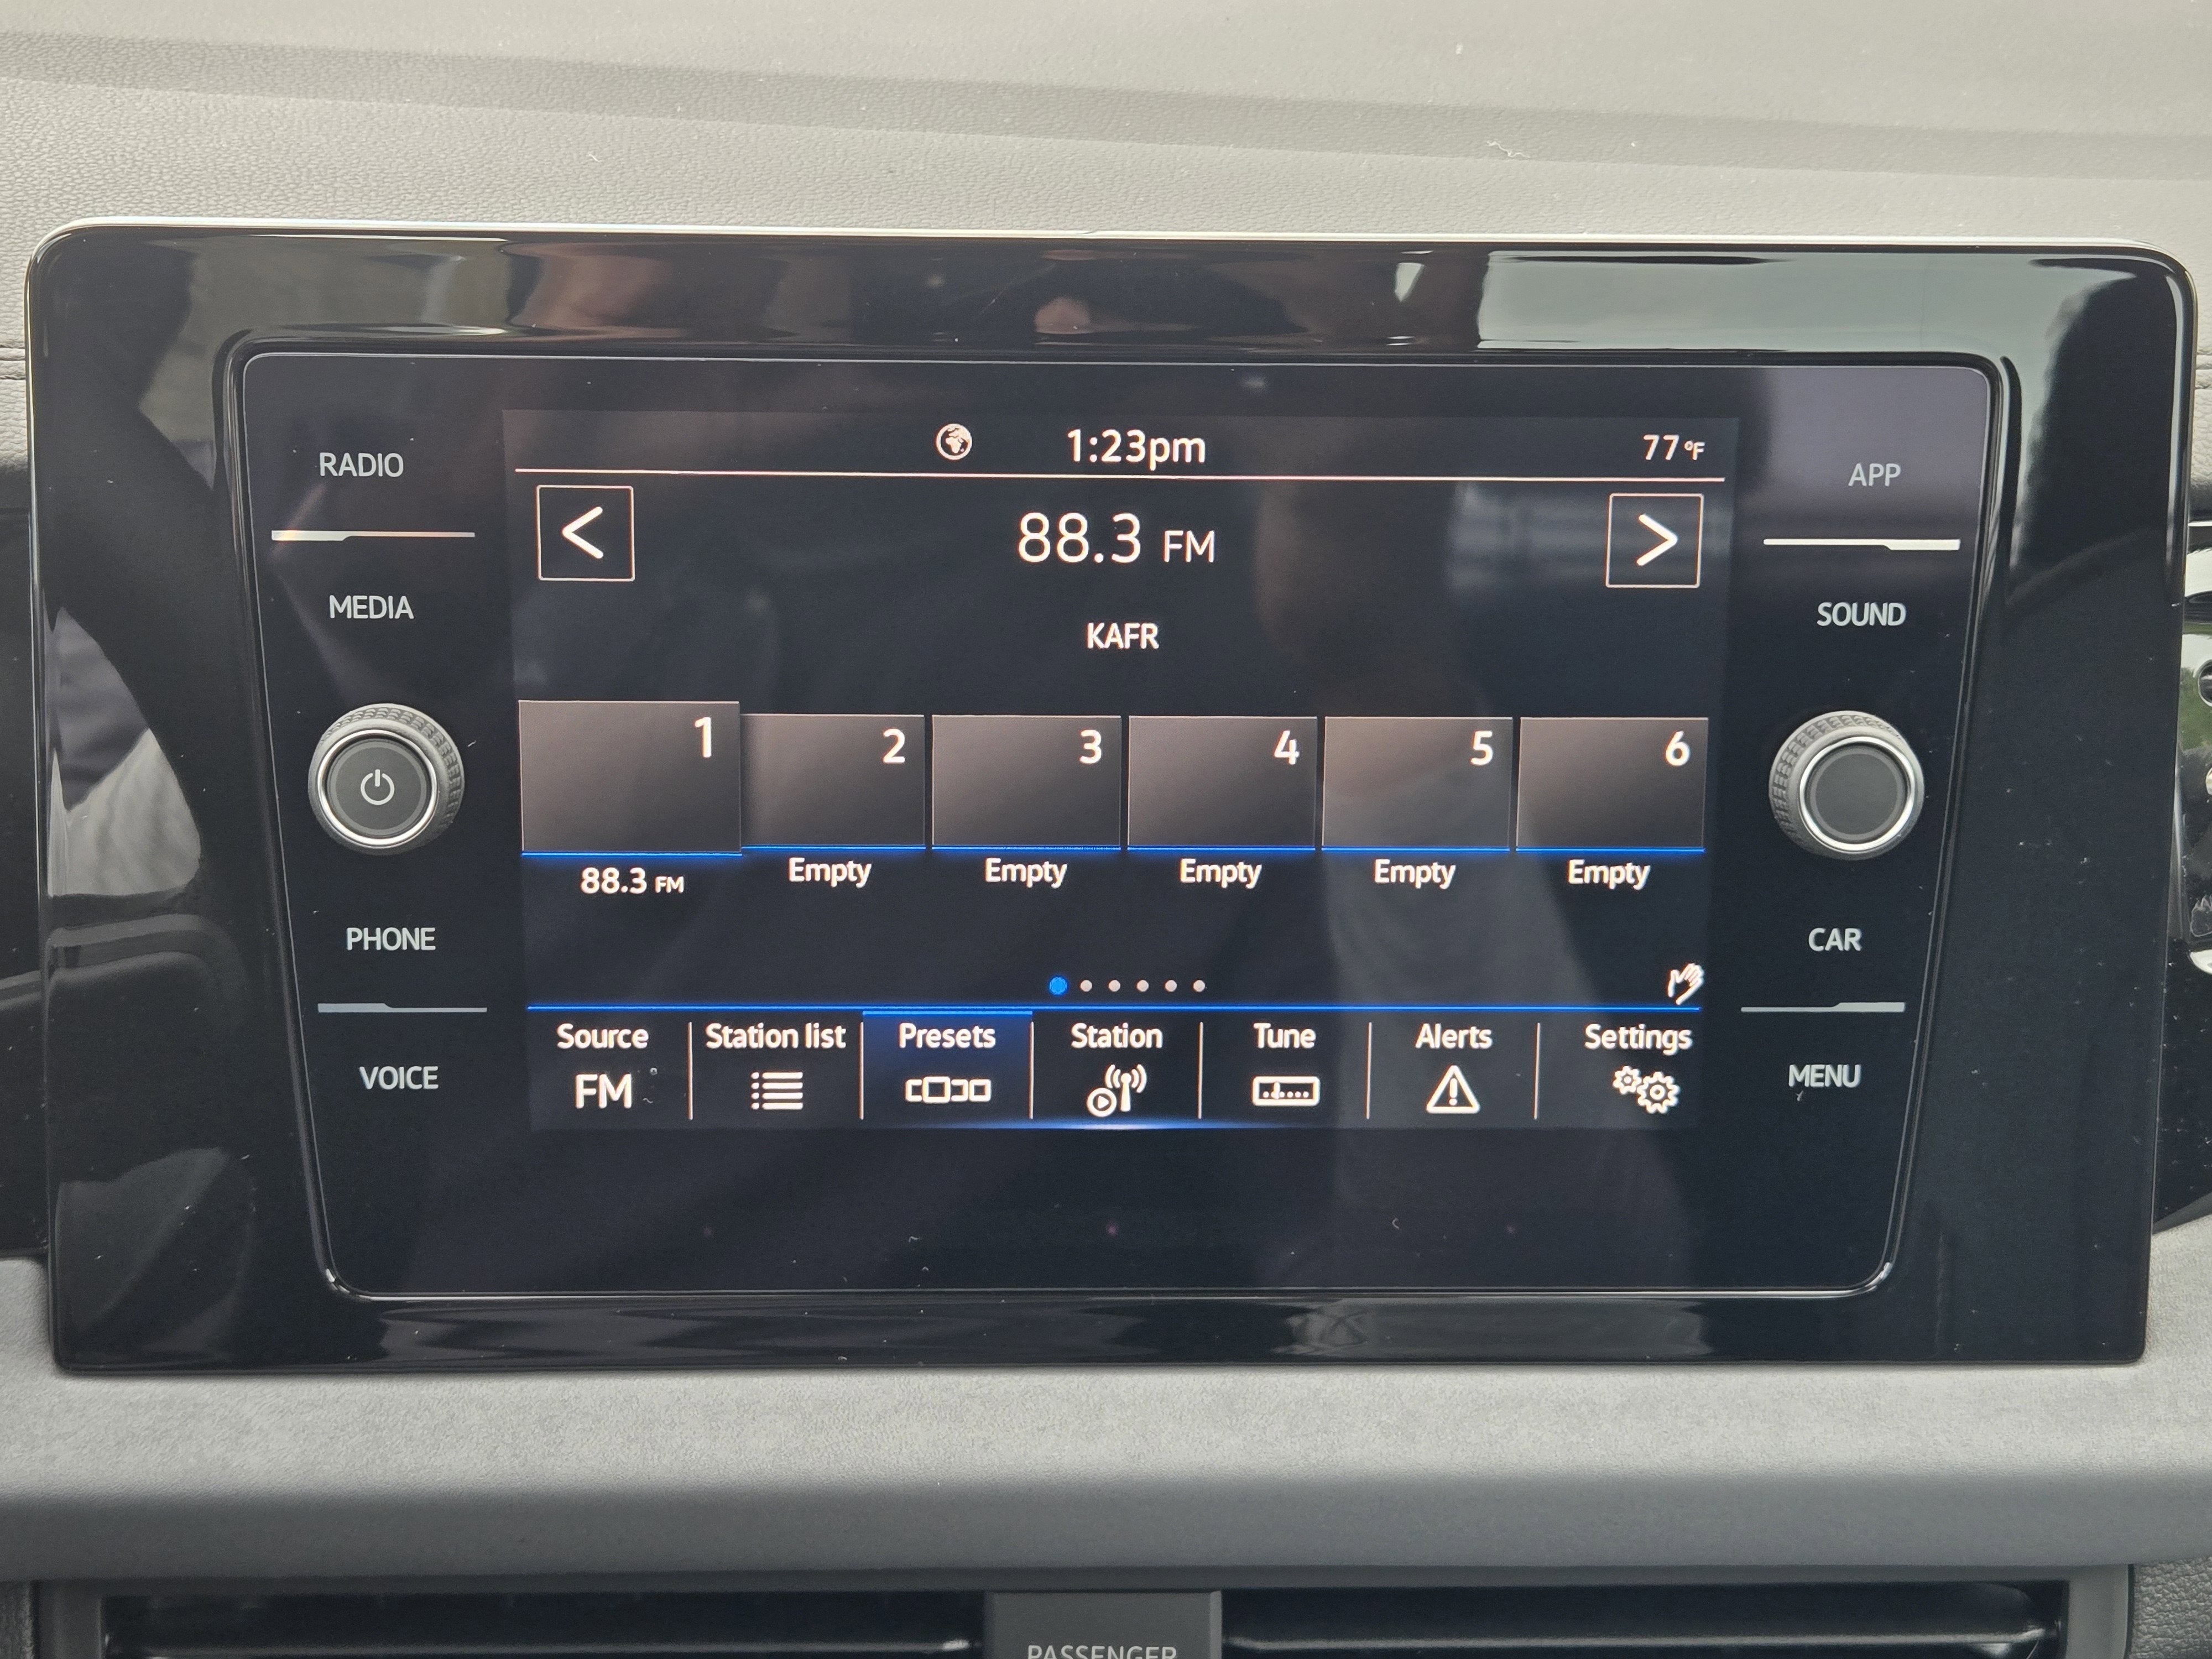 RADIO
MEDIA
PHONE
VOICE
1:23pm
77 °F
<
88.3 FM
>
KAFR
1
2
3
4
5
6
88.3 FM
Empty
Empty
Empty
Empty
Empty
Source
Station list
Presets
Station
Tune
Alerts
Settings
FM
APP
SOUND
CAR
MENU
PASSENGER